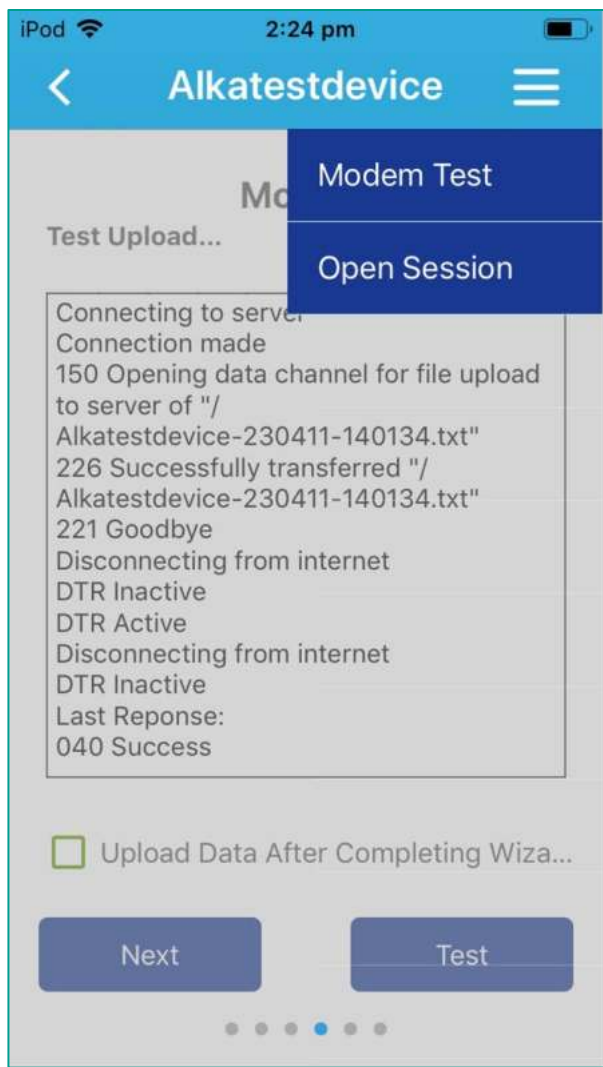 iPod 2:24 pm
Alkatestdevice
Modem Test
Mo
Test Upload...
Open Session
Connecting to server
Connection made
150 Opening data channel for file upload
to server of "/
Alkatestdevice-230411-140134.txt"
226 Successfully transferred "/
Alkatestdevice-230411-140134.txt"
221 Goodbye
Disconnecting from internet
DTR Inactive
DTR Active
Disconnecting from internet
DTR Inactive
Last Reponse:
040 Success
Upload Data After Completing Wiza...
Next Test